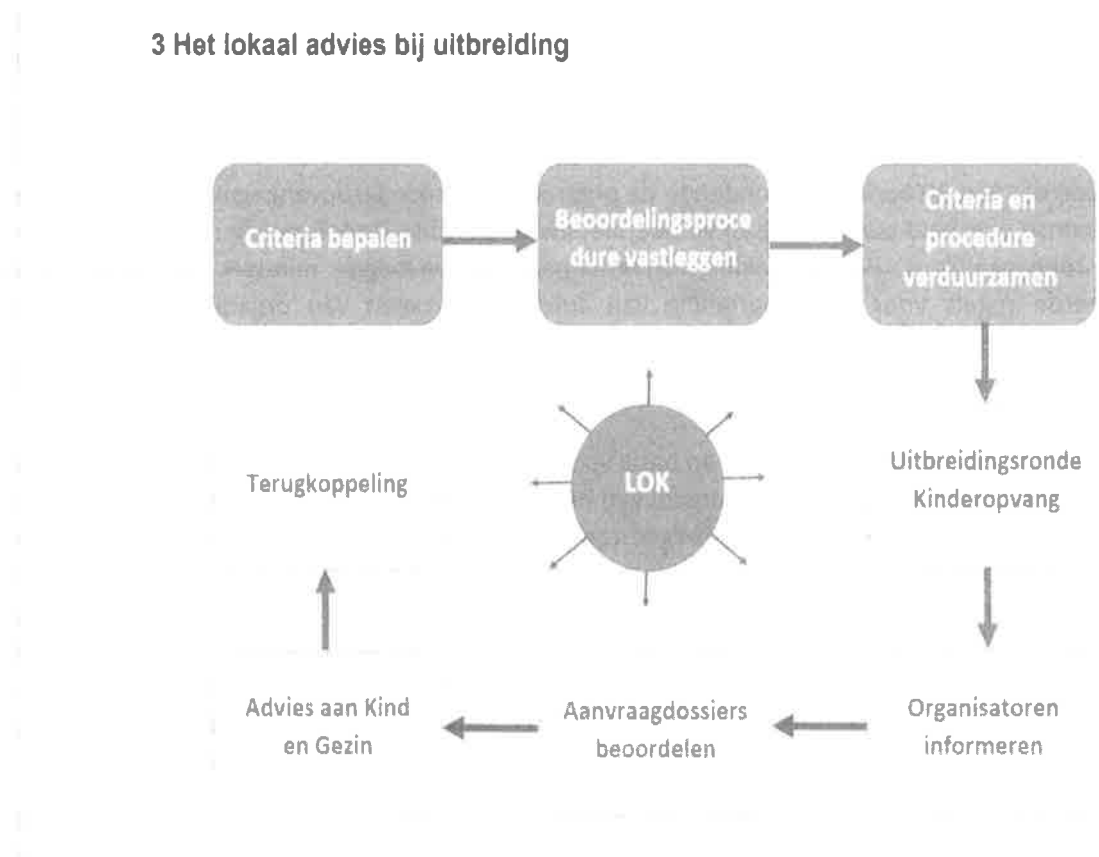 3 Het lokaal advies bij uitbreiding
Criteria bepalen
Beoordelingsproce
dure vastleggen
Criteria en
procedure
verduurzamen
LOK
Uitbreidingsronde
Kinderopvang
Terugkoppeling
Organisatoren
informeren
Aanvraagdossiers
beoordelen
Advies aan Kind
en Gezin